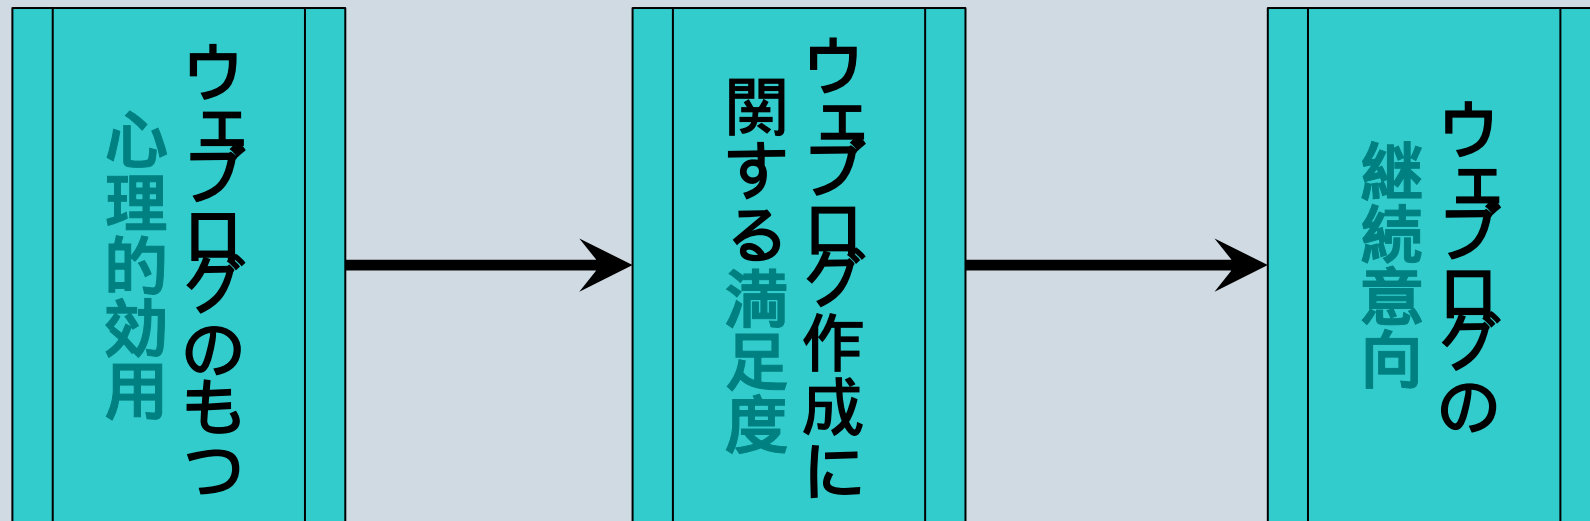 ウェブログのもつ
心理的効用
ウェブログ作成に
関する満足度
ウェブログの
継続意向